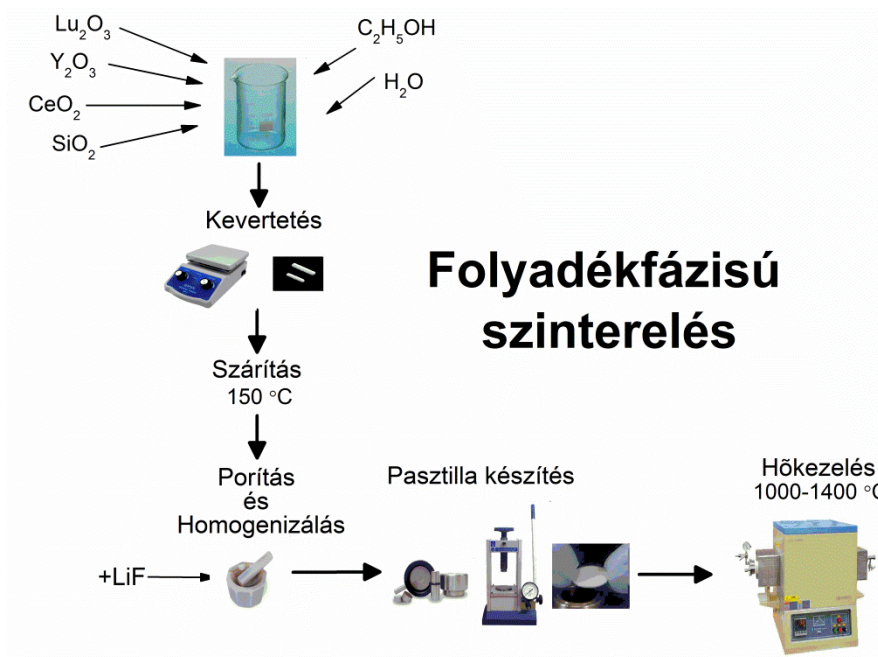 Lu2O3
Y2O3
CeO2
SiO2
C2H5OH
H2O
Kevertetés
Folyadékfázisú
szinterelés
Szárítás
150 °C
Porítás
és
Homogenizálás
+LiF
Pasztilla készítés
Hõkezelés
1000-1400 °C